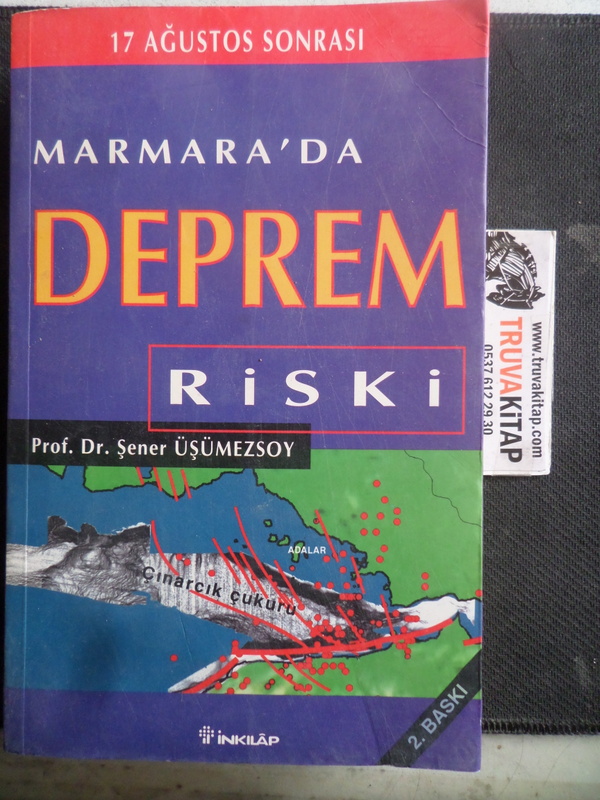 17 AĞUSTOS SONRASI
MARMARA'DA
DEPREM
RiSKi
Prof. Dr. Şener ÜŞÜMEZSOY
ADALAR
Çınarcık çukuru
2. BASKI
iNKILÂP
www.truvakitap.com
TRUVAKiTAP
0537 612 29 30